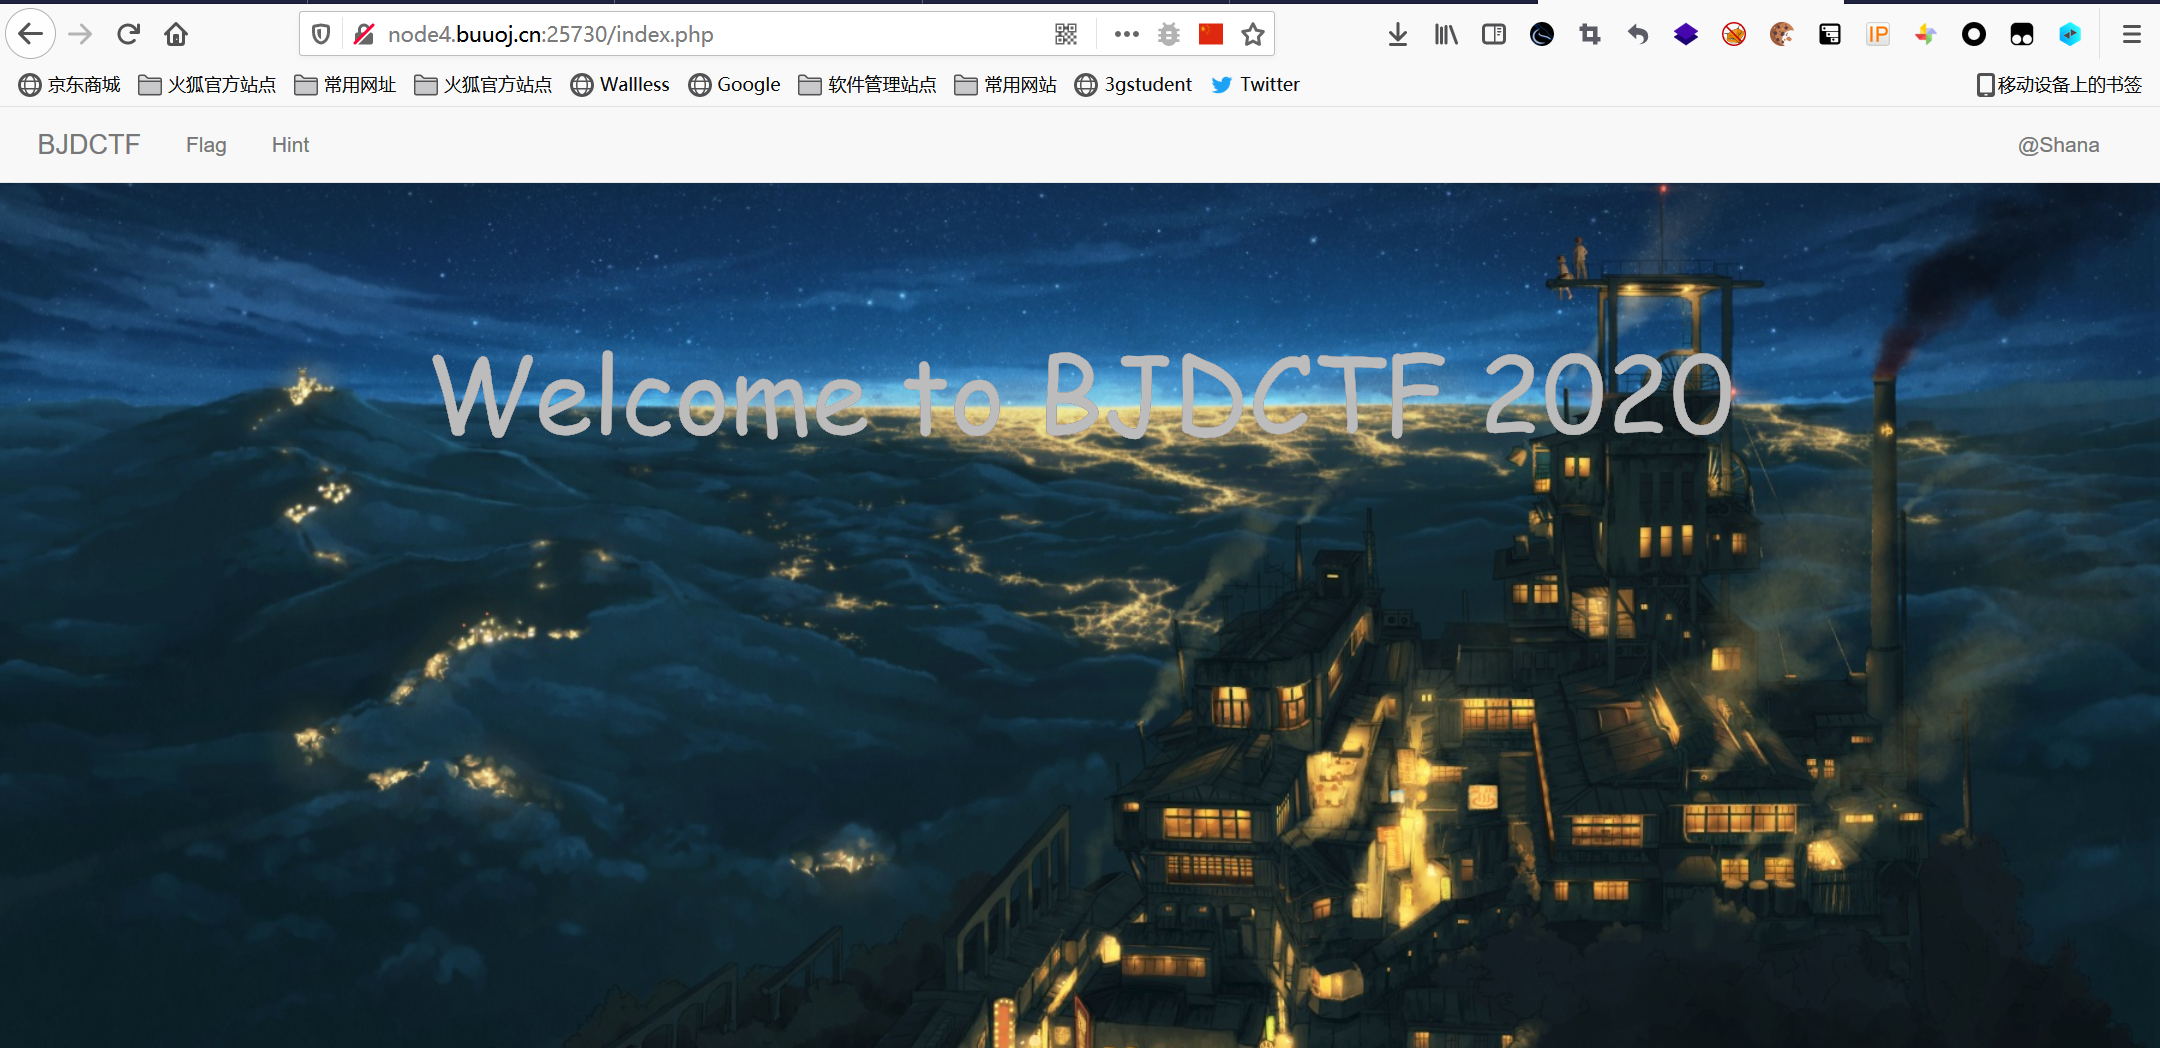 node4.buuoj.cn:25730/index.php
IP
京东商城 火狐官方站点 常用网址 火狐官方站点 Wallless Google 软件管理站点 常用网站 3gstudent Twitter 移动设备上的书签
BJDCTF Flag Hint @Shana
Welcome to BJDCTF 2020